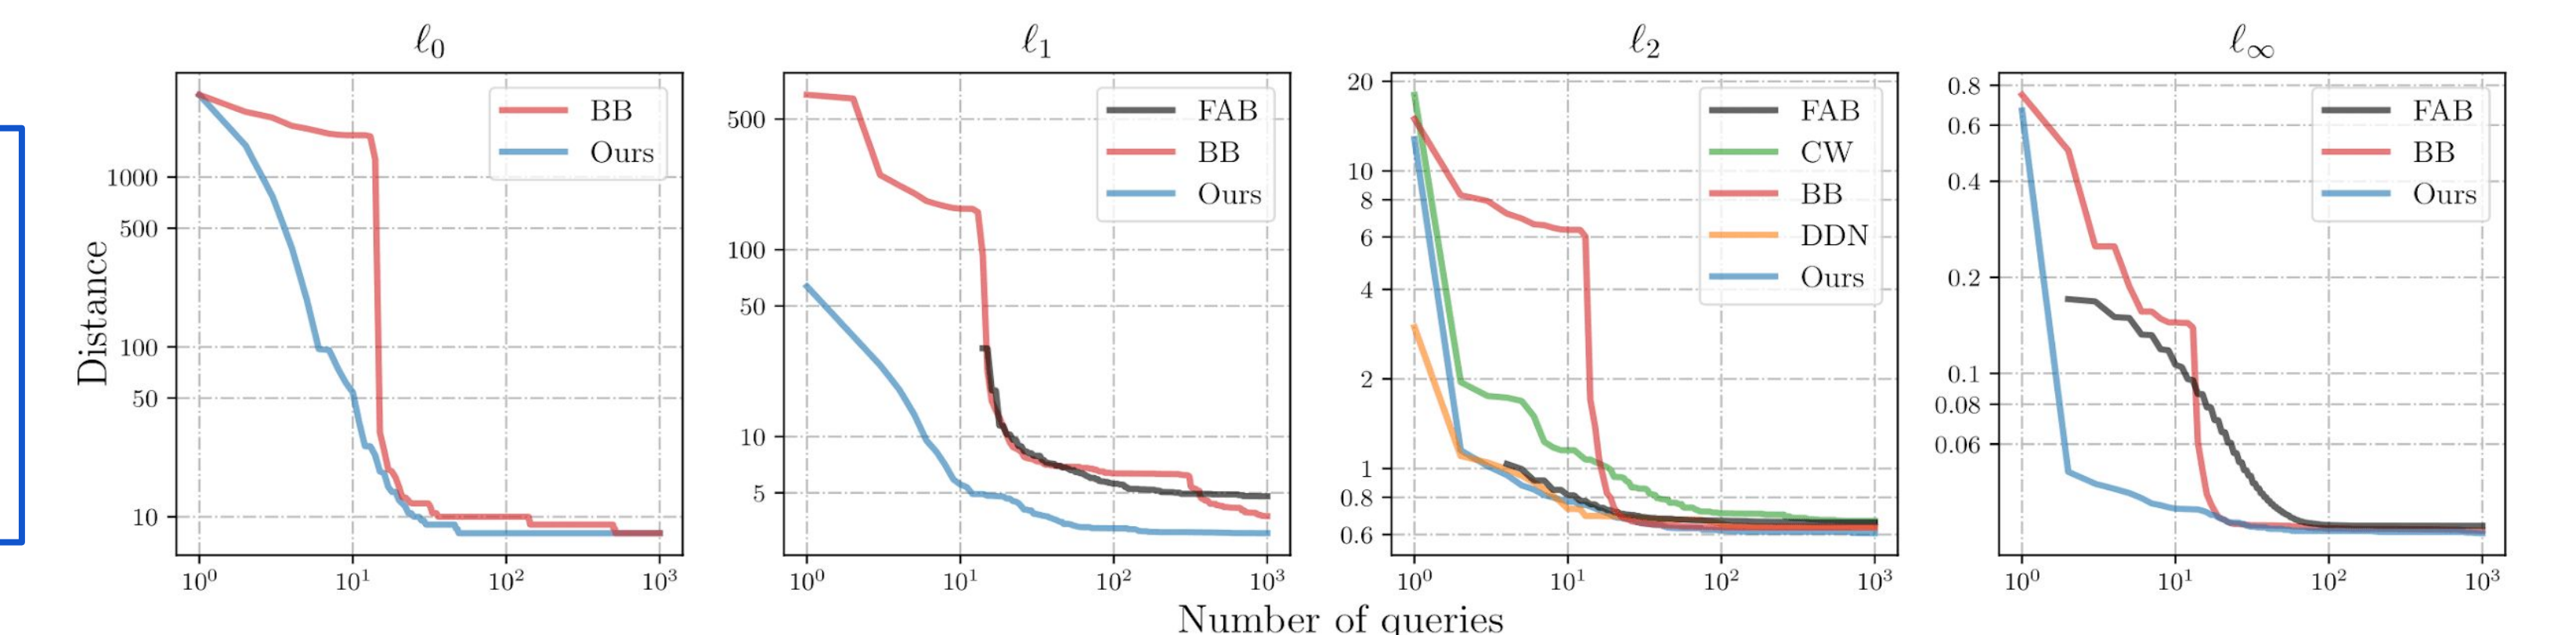 ℓ0
ℓ1
ℓ2
ℓ∞
Distance
1000
500
100
50
10
10^0
10^1
10^2
10^3
BB
Ours
500
100
50
10
5
10^0
10^1
10^2
10^3
FAB
BB
Ours
20
10
8
6
4
2
1
0.8
0.6
10^0
10^1
10^2
10^3
FAB
CW
BB
DDN
Ours
0.8
0.6
0.4
0.2
0.1
0.08
0.06
10^0
10^1
10^2
10^3
FAB
BB
Ours
Number of queries